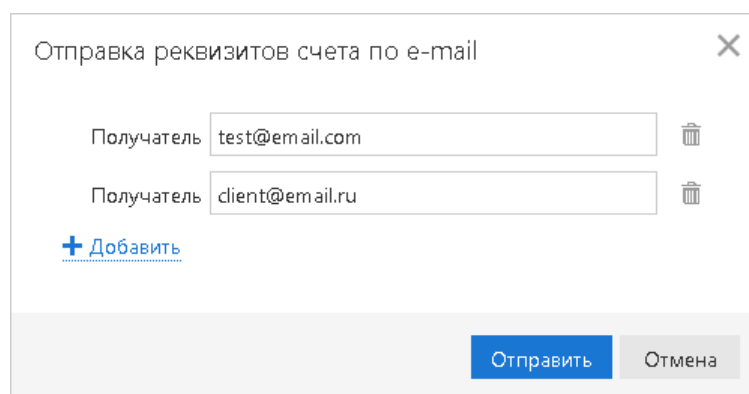 Отправка реквизитов счета по e-mail
Получатель test@email.com
Получатель client@email.ru
Добавить
Отправить Отмена